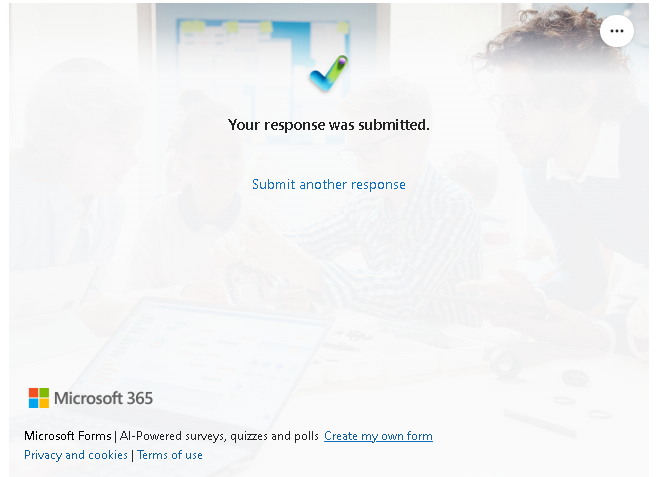 Your response was submitted.
Submit another response
Microsoft 365
Microsoft Forms | AI-Powered surveys, quizzes and polls Create my own form
Privacy and cookies | Terms of use